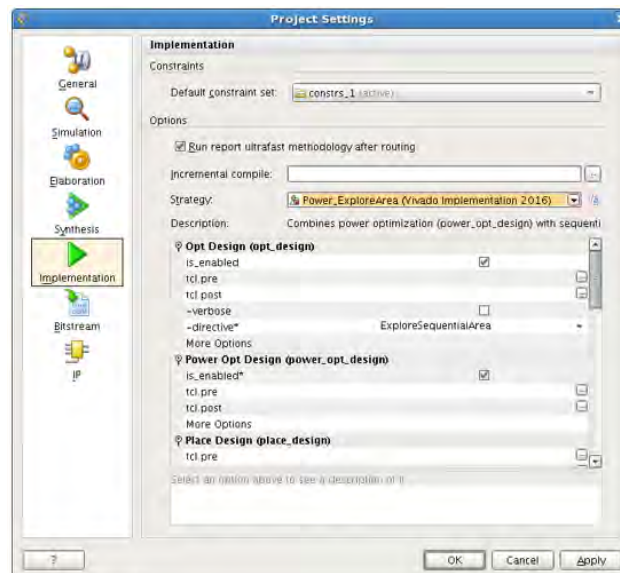 Project Settings
General
Simulation
Elaboration
Synthesis
Implementation
Bitstream
IP
Implementation
Constraints
Default constraint set: constrs_1 (active)
Options
Run report ultrafast methodology after routing
Incremental compile:
Strategy: Power_ExploreArea (Vivado Implementation 2016)
Description: Combines power optimization (power_opt_design) with sequenti
Opt Design (opt_design)
is_enabled
tcl.pre
tcl.post
-verbose
-directive* ExploreSequentialArea
More Options
Power Opt Design (power_opt_design)
is_enabled*
tcl.pre
tcl.post
More Options
Place Design (place_design)
tcl.pre
Select an option above to see a description of it
? OK Cancel Apply